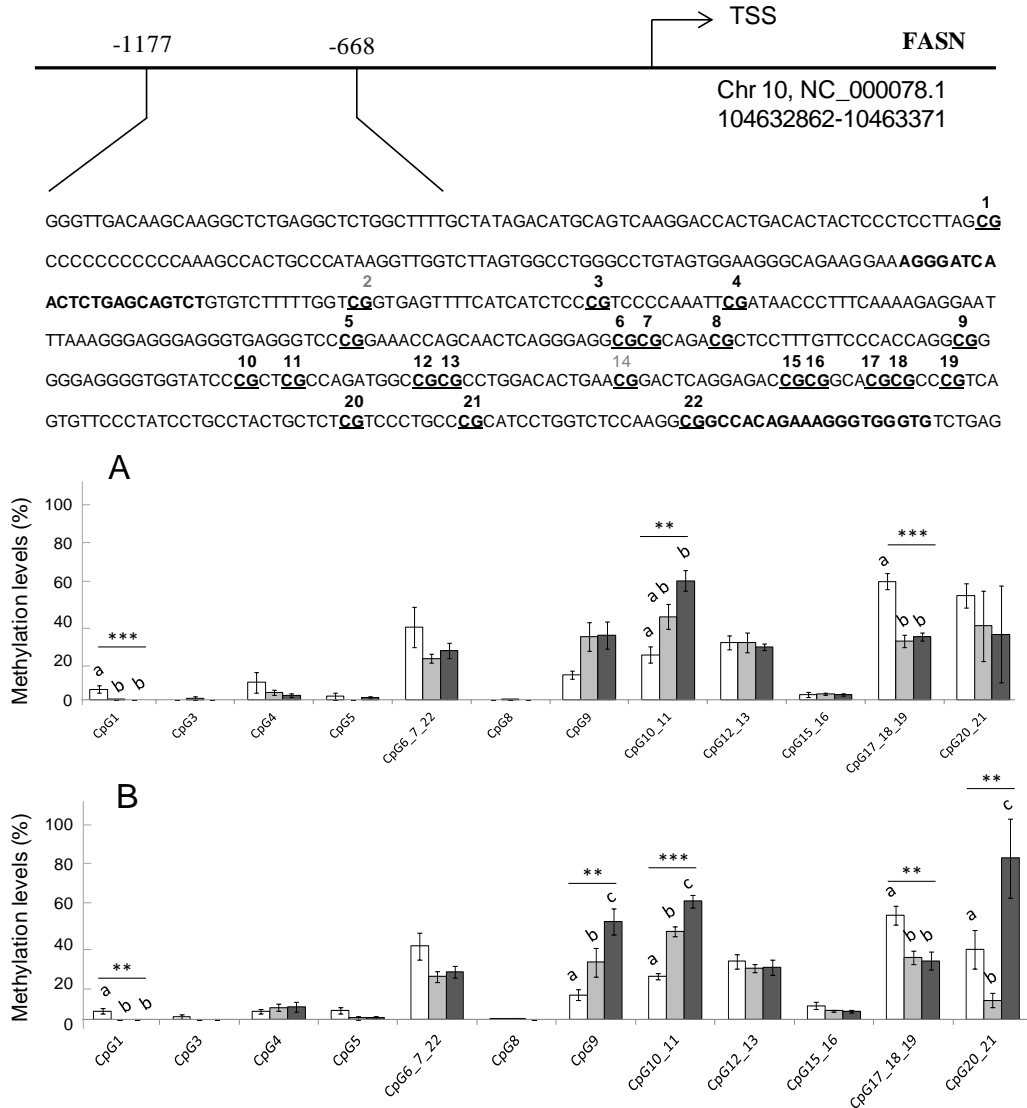 TSS
-1177
-668
FASN
Chr 10, NC_000078.1
104632862-10463371
1
GGGTTGACAAGCAAGGCTCTGAGGCTCTGGCTTTTGCTATAGACATGCAGTCAAGGACCACTGACACTACTCCCTCCTTAGCG
CCCCCCCCCCCAAAGCCACTGCCCATAAGGTTGGTCTTAGTGGCCTGGGCCTGTAGTGGAAGGGCAGAAGGAAAGGGATCA
2 3 4
ACTCTGAGCAGTCTGTGTCTTTTTGGTCGGTGAGTTTTCATCATCTCCCGTCCCCAAATTCGATAACCCTTTCAAAAGAGGAAT
5 6 7 8 9
TTAAAGGGAGGGAGGGTGAGGGTCCCGGAAACCAGCAACTCAGGGAGGCGCGCAGACGCTCCTTTGTTCCCACCAGGCGG
10 11 12 13 14 15 16 17 18 19
GGGAGGGGTGGTATCCCGCTCGCCAGATGGCCGCGCCTGGACACTGAACGGACTCAGGAGACCGCGGCACGCGCCCGTCA
20 21 22
GTGTTCCCTATCCTGCCTACTGCTCTCGTCCCTGCCCGCATCCTGGTCTCCAAGGCGGCCACAGAAAGGGTGGGTGTCTGAG
A
Methylation levels (%)
100
80
60
40
20
0
***
a b b
**
a a b b
***
a b b
CpG1 CpG3 CpG4 CpG5 CpG6_7_22 CpG8 CpG9 CpG10_11 CpG12_13 CpG15_16 CpG17_18_19 CpG20_21
B
Methylation levels (%)
100
80
60
40
20
0
**
a b b
**
a b c
***
a b c
**
a b b
**
a b c
CpG1 CpG3 CpG4 CpG5 CpG6_7_22 CpG8 CpG9 CpG10_11 CpG12_13 CpG15_16 CpG17_18_19 CpG20_21